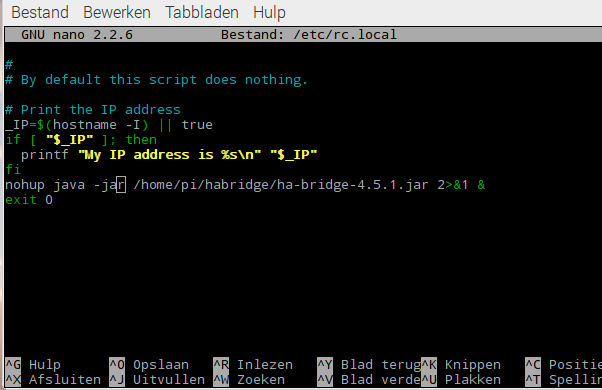 Bestand Bewerken Tabbladen Hulp
GNU nano 2.2.6 Bestand: /etc/rc.local
#
# By default this script does nothing.
# Print the IP address
_IP=$(hostname -I) || true
if [ "$_IP" ]; then
printf "My IP address is %s\n" "$_IP"
fi
nohup java -jar /home/pi/habridge/ha-bridge-4.5.1.jar 2>&1 &
exit 0
^G Hulp ^O Opslaan ^R Inlezen ^Y Blad terug ^K Knippen ^C Positie
^X Afsluiten ^J Uitvullen ^W Zoeken ^V Blad verde ^U Plakken ^T Spellin